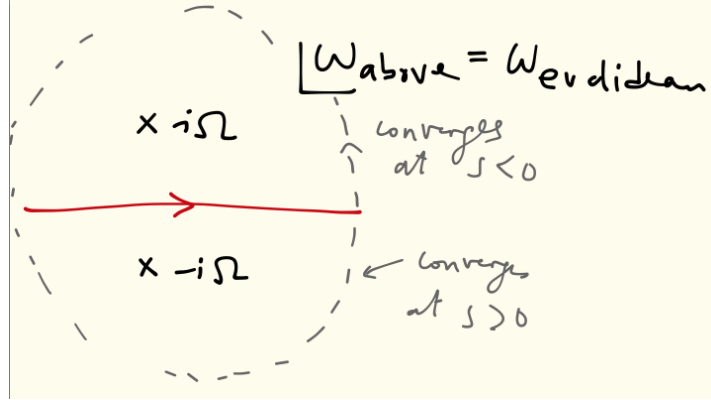 ω_above = ω_euclidean
× iΩ
converges
at s<0
× -iΩ
converges
at s>0